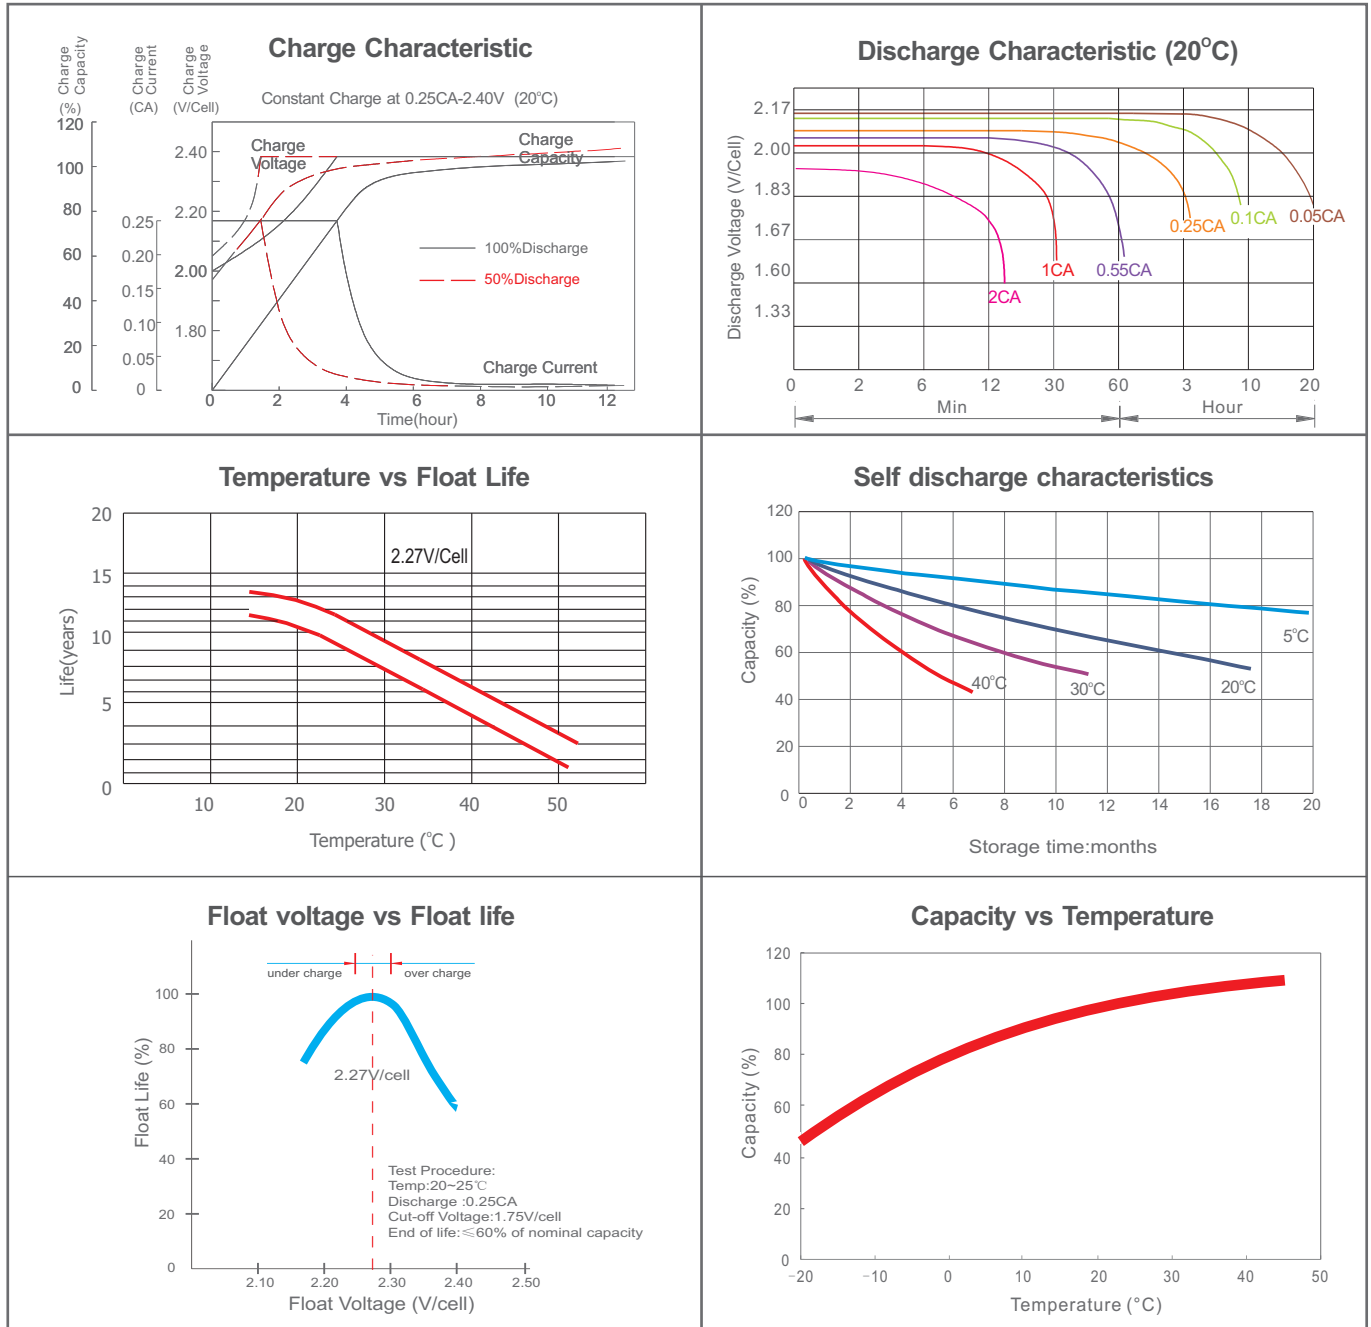 Charge Characteristic
Charge
Capacity
(%)
Charge
Current
(CA)
Charge
Voltage
(V/Cell)
Constant Charge at 0.25CA-2.40V (20°C)
120
100
80
60
40
20
0
0.25
0.20
0.15
0.10
0.05
0
2.40
2.20
2.00
1.80
Charge
Voltage
Charge
Capacity
100%Discharge
50%Discharge
Charge Current
0 2 4 6 8 10 12
Time(hour)
Discharge Characteristic (20°C)
Discharge Voltage (V/Cell)
2.17
2.00
1.83
1.67
1.60
1.33
2CA
1CA
0.55CA
0.25CA
0.1CA
0.05CA
0 2 6 12 30 60 3 10 20
Min Hour
Temperature vs Float Life
Life(years)
20
15
10
5
0
2.27V/Cell
10 20 30 40 50
Temperature (°C )
Self discharge characteristics
Capacity (%)
120
100
80
60
40
20
0
5°C
20°C
30°C
40°C
0 2 4 6 8 10 12 14 16 18 20
Storage time:months
Float voltage vs Float life
under charge over charge
Float Life (%)
100
80
60
40
20
0
2.27V/cell
Test Procedure:
Temp:20~25℃
Discharge :0.25CA
Cut-off Voltage:1.75V/cell
End of life:≤60% of nominal capacity
2.10 2.20 2.30 2.40 2.50
Float Voltage (V/cell)
Capacity vs Temperature
Capacity (%)
120
100
80
60
40
20
0
−20 −10 0 10 20 30 40 50
Temperature (°C)